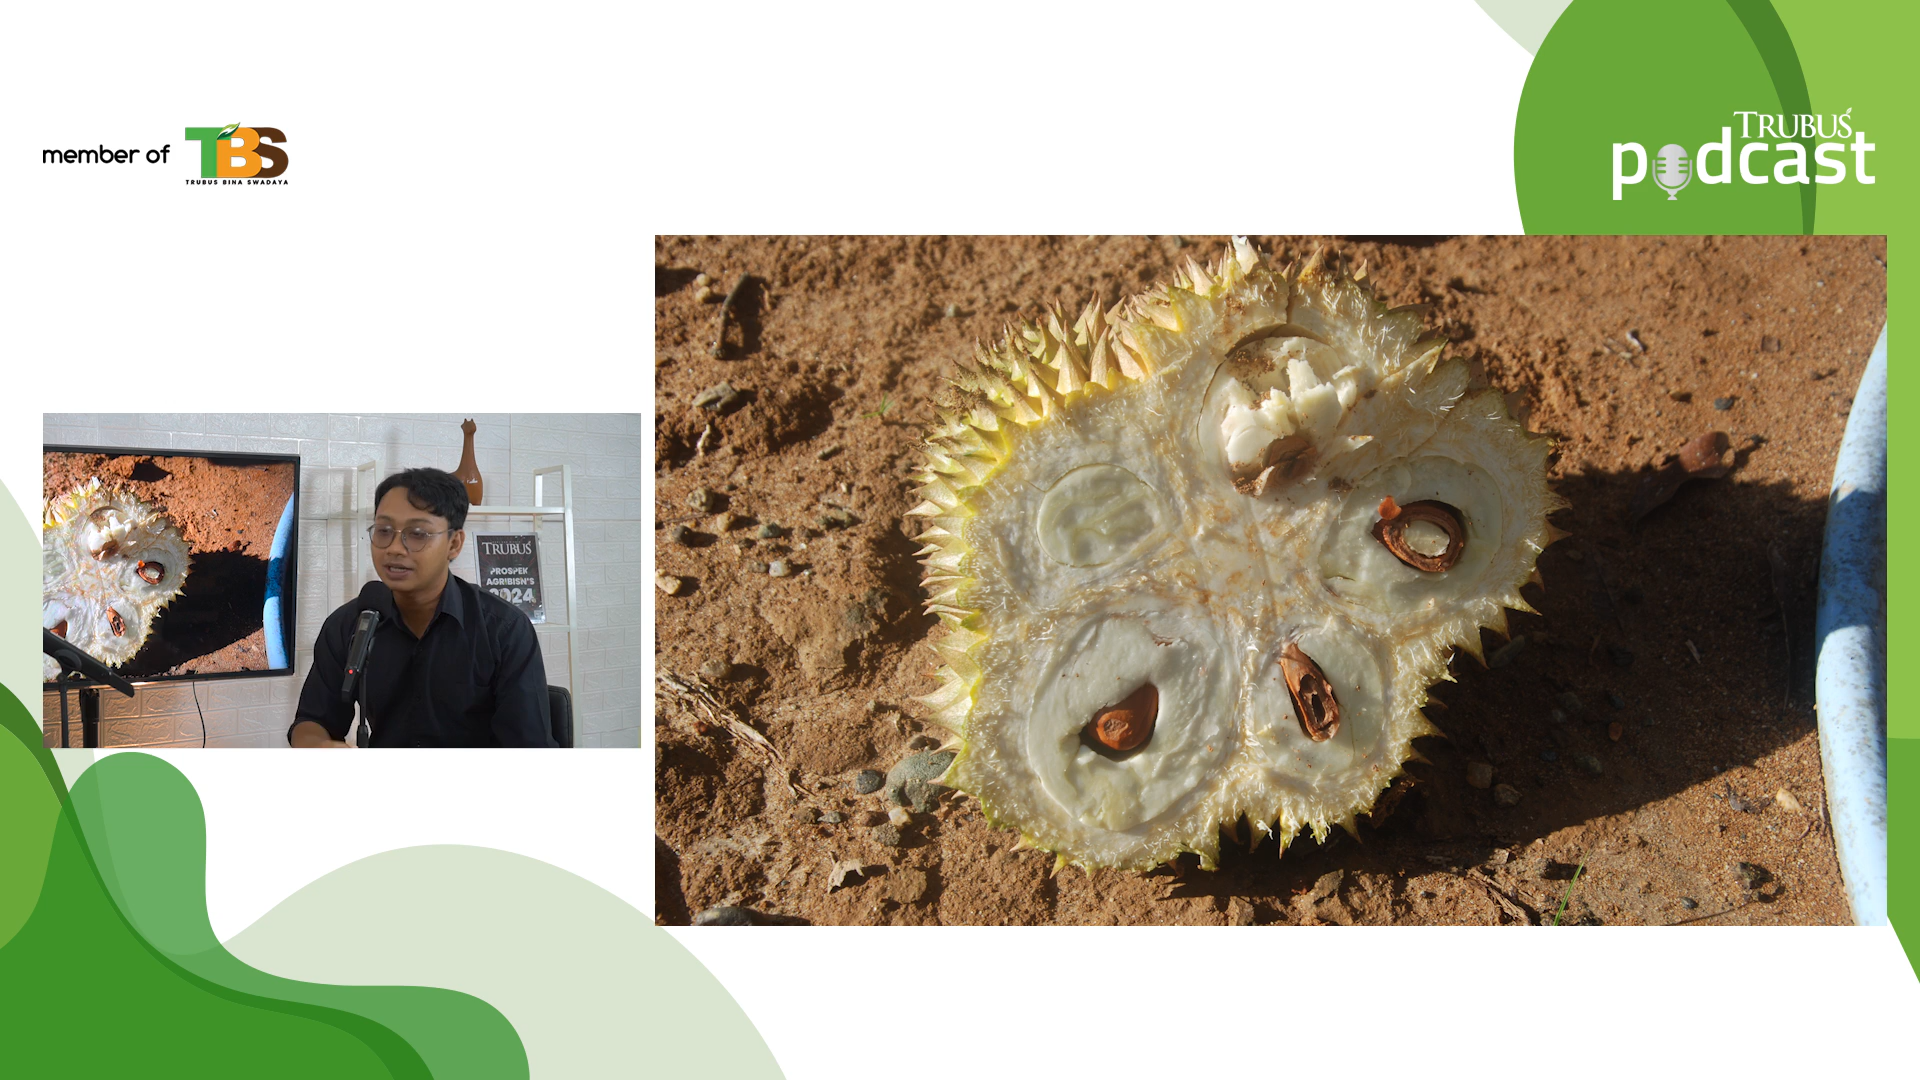 member of
TBS
TRUBUS BINA SWADAYA
TRUBUS
podcast
TRUBUS
PROSPEK
AGRIBISNIS
2024